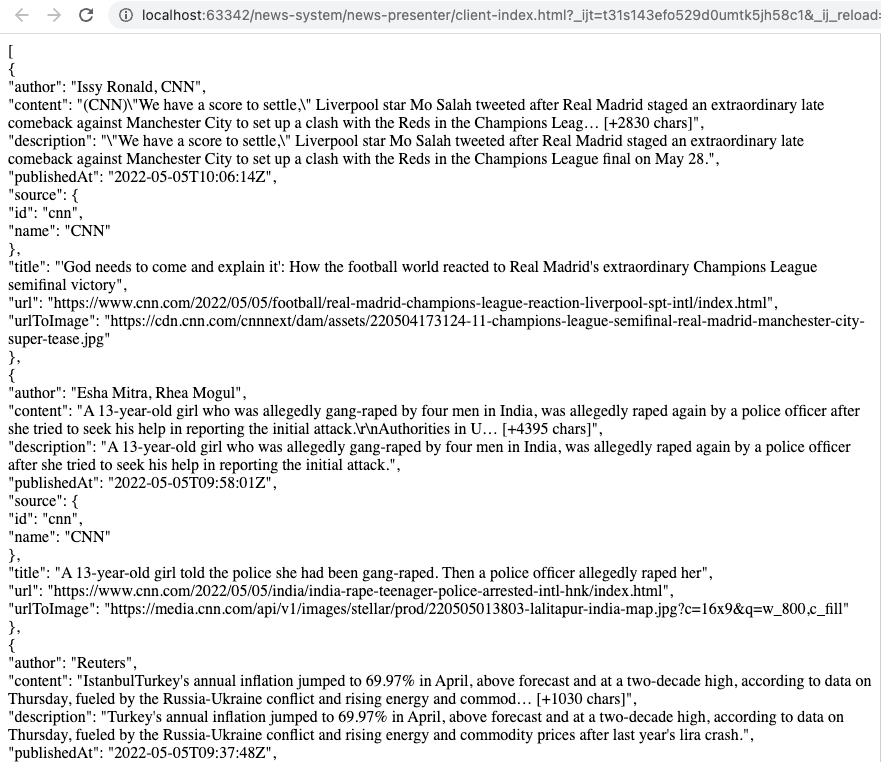 localhost:63342/news-system/news-presenter/client-index.html?_ijt=t31s143efo529d0umtk5jh58c1&_ij_reload=
[
{
"author": "Issy Ronald, CNN",
"content": "(CNN)\"We have a score to settle,\" Liverpool star Mo Salah tweeted after Real Madrid staged an extraordinary late
comeback against Manchester City to set up a clash with the Reds in the Champions Leag… [+2830 chars]",
"description": "\"We have a score to settle,\" Liverpool star Mo Salah tweeted after Real Madrid staged an extraordinary late
comeback against Manchester City to set up a clash with the Reds in the Champions League final on May 28.",
"publishedAt": "2022-05-05T10:06:14Z",
"source": {
"id": "cnn",
"name": "CNN"
},
"title": "'God needs to come and explain it': How the football world reacted to Real Madrid's extraordinary Champions League
semifinal victory",
"url": "https://www.cnn.com/2022/05/05/football/real-madrid-champions-league-reaction-liverpool-spt-intl/index.html",
"urlToImage": "https://cdn.cnn.com/cnnnext/dam/assets/220504173124-11-champions-league-semifinal-real-madrid-manchester-city-
super-tease.jpg"
},
{
"author": "Esha Mitra, Rhea Mogul",
"content": "A 13-year-old girl who was allegedly gang-raped by four men in India, was allegedly raped again by a police officer after
she tried to seek his help in reporting the initial attack.\r\nAuthorities in U… [+4395 chars]",
"description": "A 13-year-old girl who was allegedly gang-raped by four men in India, was allegedly raped again by a police officer
after she tried to seek his help in reporting the initial attack.",
"publishedAt": "2022-05-05T09:58:01Z",
"source": {
"id": "cnn",
"name": "CNN"
},
"title": "A 13-year-old girl told the police she had been gang-raped. Then a police officer allegedly raped her",
"url": "https://www.cnn.com/2022/05/05/india/india-rape-teenager-police-arrested-intl-hnk/index.html",
"urlToImage": "https://media.cnn.com/api/v1/images/stellar/prod/220505013803-lalitapur-india-map.jpg?c=16x9&q=w_800,c_fill"
},
{
"author": "Reuters",
"content": "IstanbulTurkey's annual inflation jumped to 69.97% in April, above forecast and at a two-decade high, according to data on
Thursday, fueled by the Russia-Ukraine conflict and rising energy and commod… [+1030 chars]",
"description": "Turkey's annual inflation jumped to 69.97% in April, above forecast and at a two-decade high, according to data on
Thursday, fueled by the Russia-Ukraine conflict and rising energy and commodity prices after last year's lira crash.",
"publishedAt": "2022-05-05T09:37:48Z",